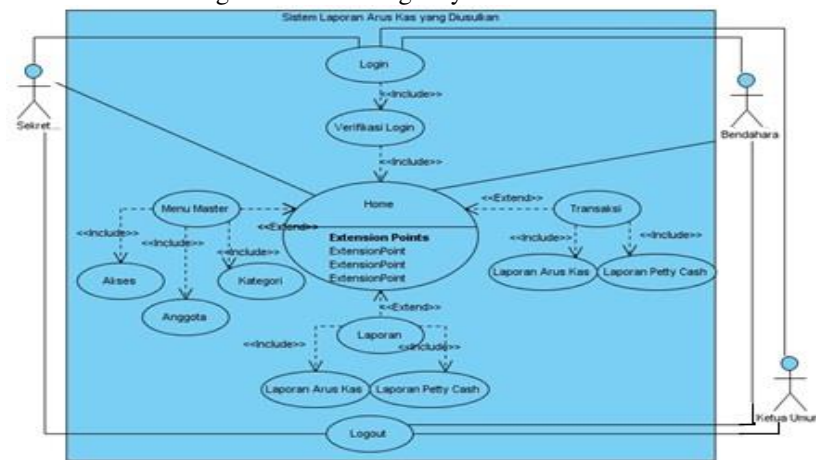 Sistem Laporan Arus Kas yang Diusulkan
Login
<<Include>>
Sekret...
Bendahara
Verifikasi Login
<<Include>>
Home
Menu Master
<<Extend>>
Transaksi
<<Extend>>
Extension Points
ExtensionPoint
ExtensionPoint
ExtensionPoint
<<Include>>
<<Include>>
<<Include>>
<<Include>>
<<Include>>
Akses
Kategori
Laporan Arus Kas
Laporan Petty Cash
Anggota
<<Extend>>
Laporan
<<Include>>
<<Include>>
Laporan Arus Kas
Laporan Petty Cash
Ketua Umum
Logout